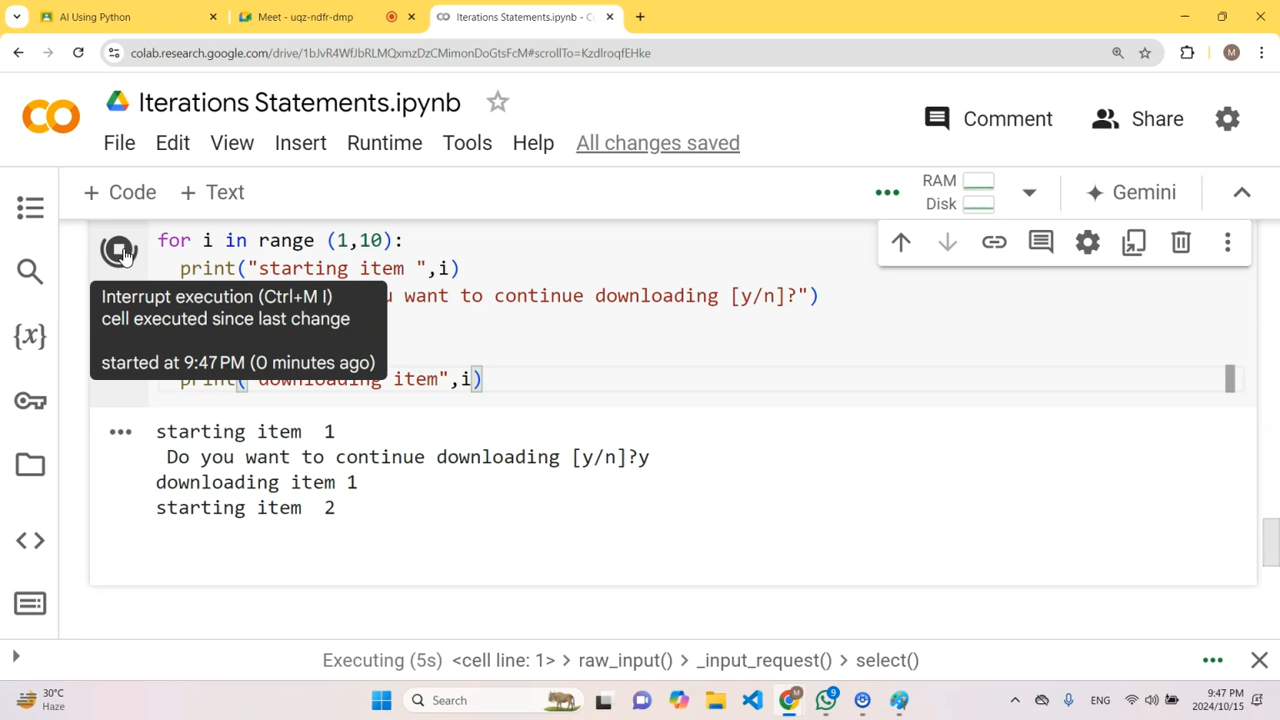 AI Using Python
Meet - uqz-ndfr-dmp
Iterations Statements.ipynb - C
colab.research.google.com/drive/1bJvR4WfJbRLMQxmzDzCMimonDoGtsFcM#scrollTo=KzdIroqfEHke
M
CO
Iterations Statements.ipynb
Comment
Share
File Edit View Insert Runtime Tools Help All changes saved
+ Code + Text
RAM
Disk
Gemini
for i in range (1,10):
print("starting item ",i)
u want to continue downloading [y/n]?")
Interrupt execution (Ctrl+M I)
cell executed since last change
started at 9:47 PM (0 minutes ago)
print("downloading item",i)
{x}
starting item 1
Do you want to continue downloading [y/n]?y
downloading item 1
starting item 2
Executing (5s) <cell line: 1> > raw_input() > _input_request() > select()
30°C
Haze
Search
M
9
ENG
9:47 PM
2024/10/15